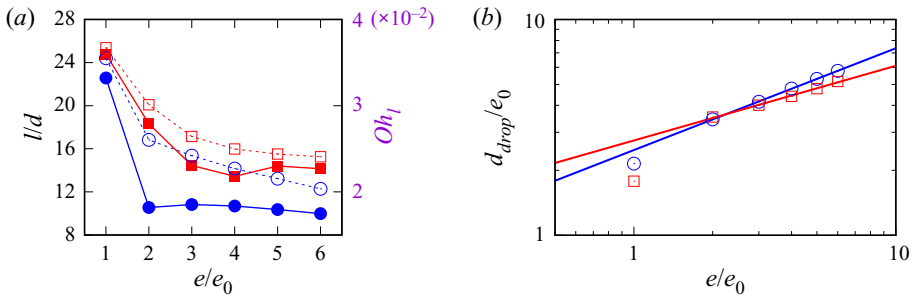 (a)
4 (×10⁻²)
28
24
20
16
12
8
l/d
3
2
Oh_l
1 2 3 4 5 6
e/e₀
(b)
10
1
d_drop/e₀
1 10
e/e₀